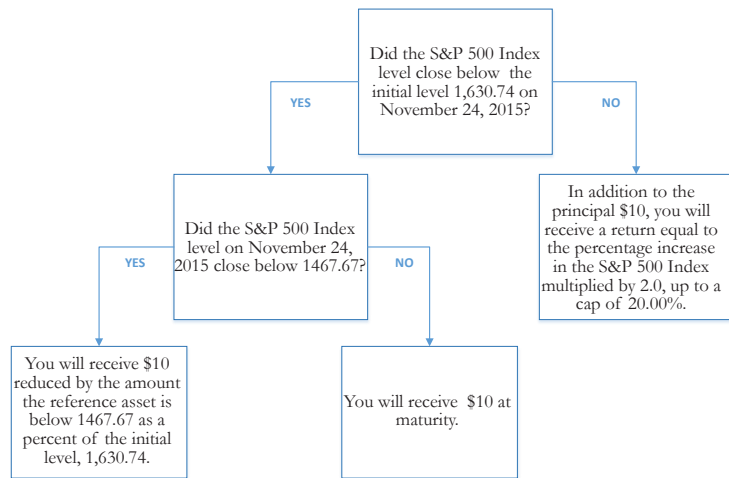 Did the S&P 500 Index
level close below the
initial level 1,630.74 on
November 24, 2015?
YES
NO
Did the S&P 500 Index
level on November 24,
2015 close below 1467.67?
In addition to the
principal $10, you will
receive a return equal to
the percentage increase
in the S&P 500 Index
multiplied by 2.0, up to a
cap of 20.00%.
YES
NO
You will receive $10
reduced by the amount
the reference asset is
below 1467.67 as a
percent of the initial
level, 1,630.74.
You will receive $10 at
maturity.